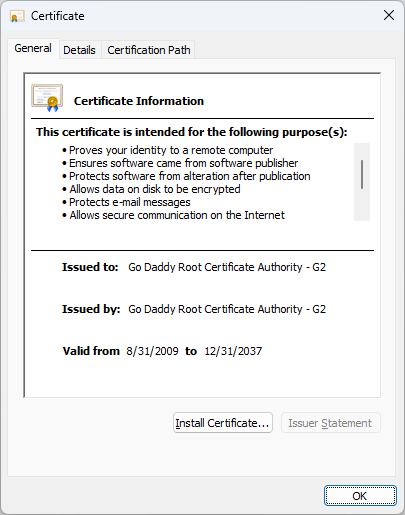 Certificate
General Details Certification Path
Certificate Information
This certificate is intended for the following purpose(s):
• Proves your identity to a remote computer
• Ensures software came from software publisher
• Protects software from alteration after publication
• Allows data on disk to be encrypted
• Protects e-mail messages
• Allows secure communication on the Internet
Issued to: Go Daddy Root Certificate Authority - G2
Issued by: Go Daddy Root Certificate Authority - G2
Valid from 8/31/2009 to 12/31/2037
Install Certificate... Issuer Statement
OK